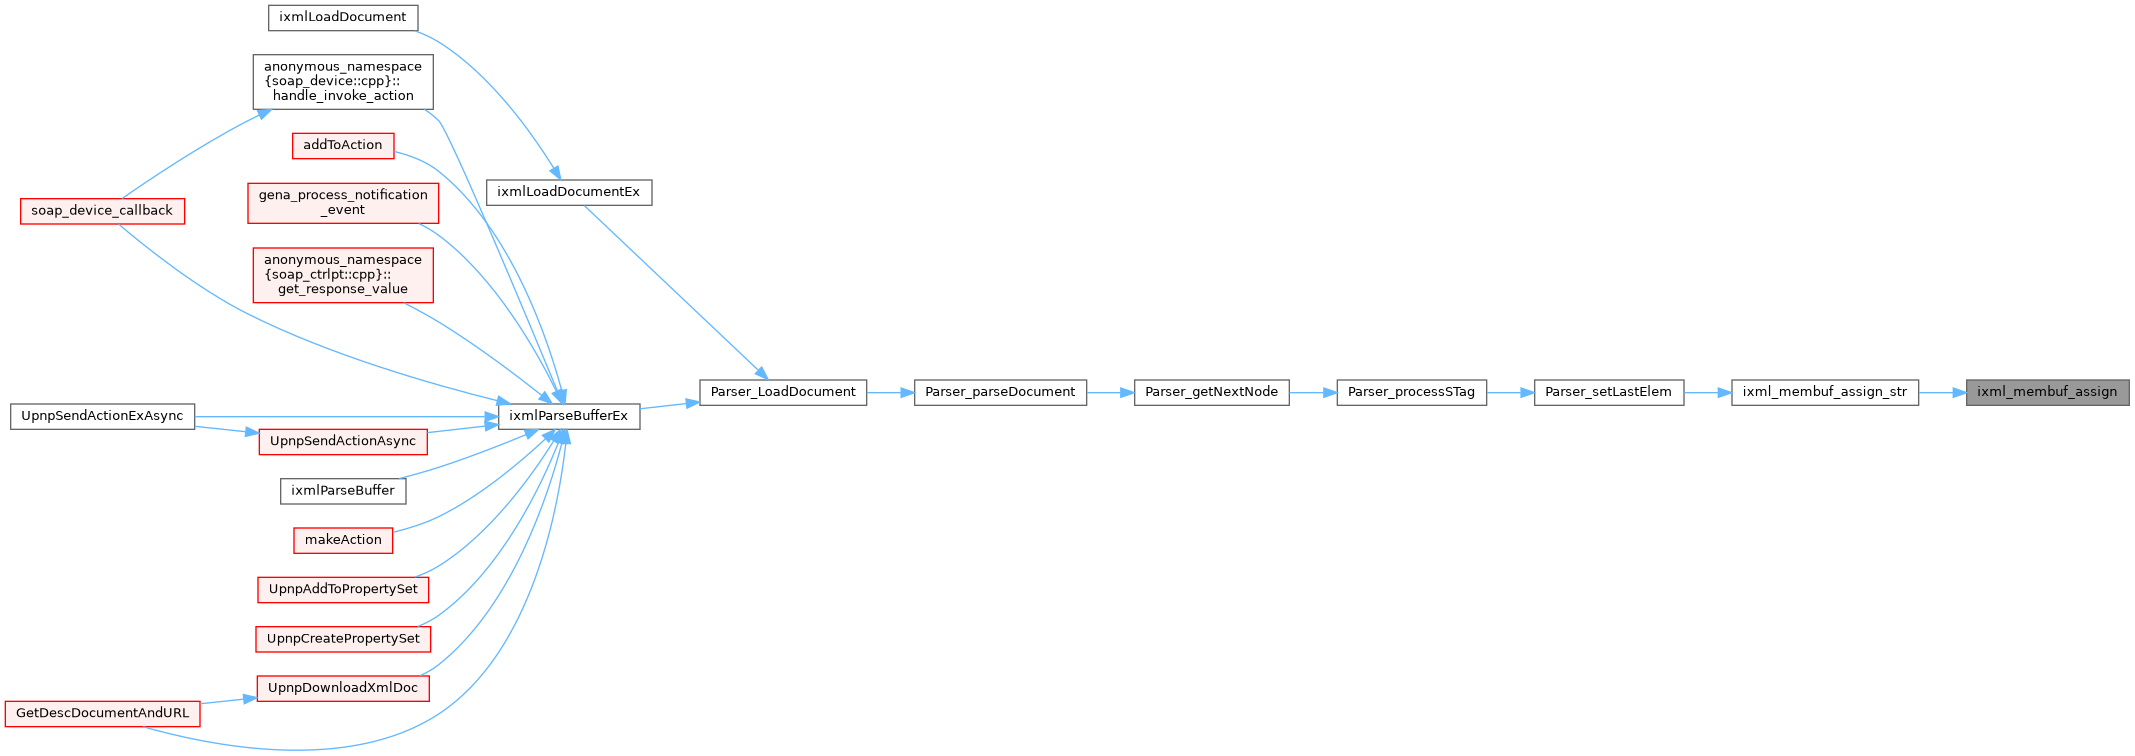 ixmlLoadDocument
anonymous_namespace
{soap_device::cpp}::
handle_invoke_action
addToAction
gena_process_notification
_event
ixmlLoadDocumentEx
soap_device_callback
anonymous_namespace
{soap_ctrlpt::cpp}::
get_response_value
Parser_LoadDocument
Parser_parseDocument
Parser_getNextNode
Parser_processSTag
Parser_setLastElem
ixml_membuf_assign_str
ixml_membuf_assign
UpnpSendActionExAsync
ixmlParseBufferEx
UpnpSendActionAsync
ixmlParseBuffer
makeAction
UpnpAddToPropertySet
UpnpCreatePropertySet
UpnpDownloadXmlDoc
GetDescDocumentAndURL